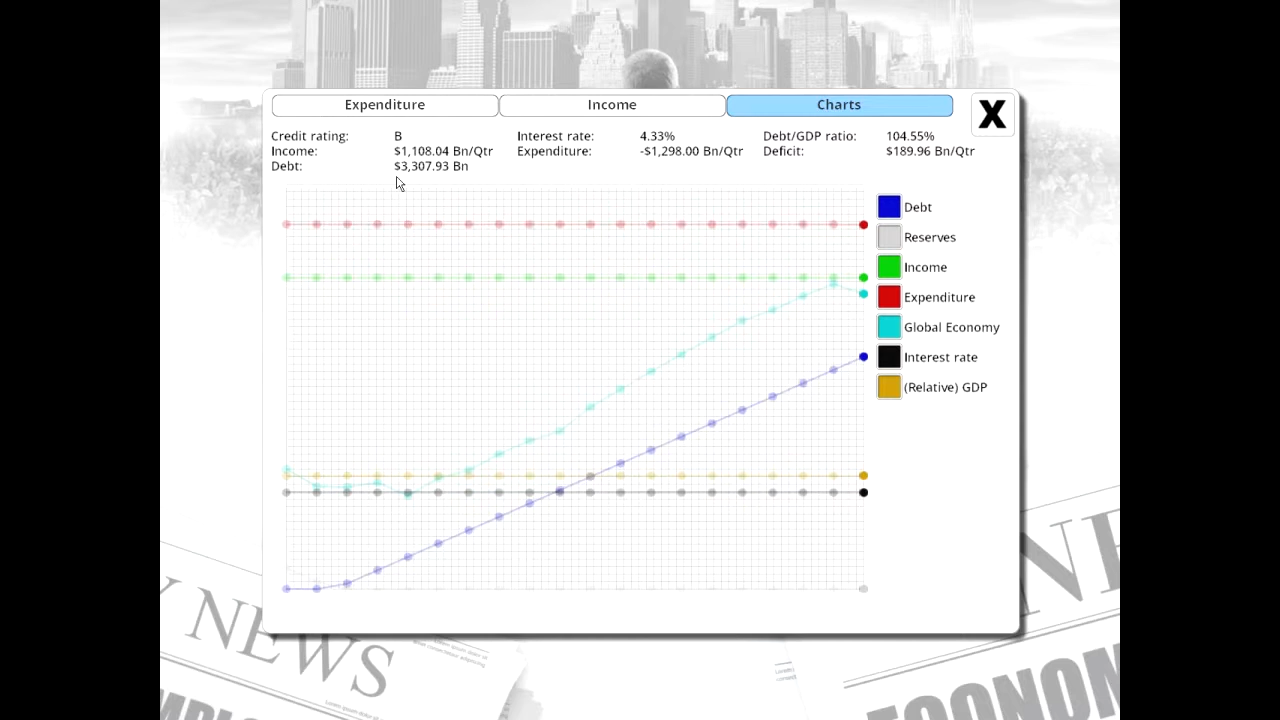 Expenditure Income Charts X
Credit rating: B Interest rate: 4.33% Debt/GDP ratio: 104.55%
Income: $1,108.04 Bn/Qtr Expenditure: -$1,298.00 Bn/Qtr Deficit: $189.96 Bn/Qtr
Debt: $3,307.93 Bn
Debt
Reserves
Income
Expenditure
Global Economy
Interest rate
(Relative) GDP
Y NEWS
NE
ECONOM